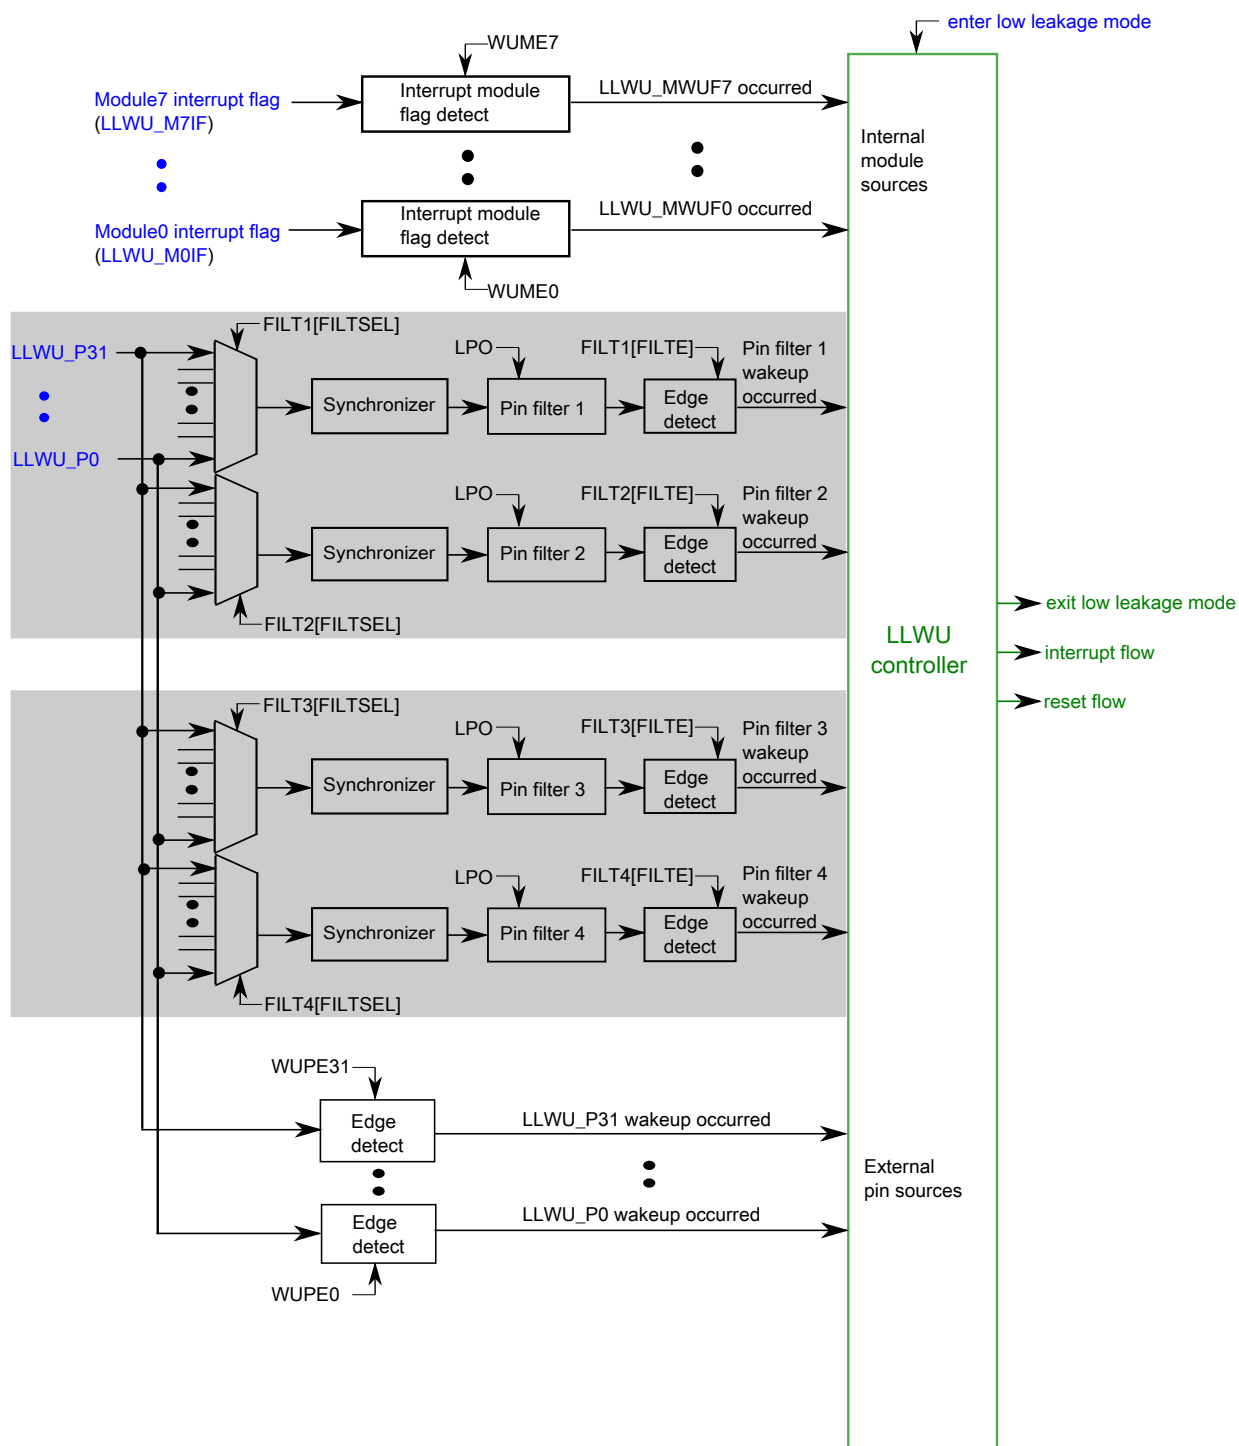 enter low leakage mode
WUME7
Module7 interrupt flag
(LLWU_M7IF)
Interrupt module
flag detect
LLWU_MWUF7 occurred
Internal
module
sources
Module0 interrupt flag
(LLWU_M0IF)
Interrupt module
flag detect
LLWU_MWUF0 occurred
WUME0
FILT1[FILTSEL]
LLWU_P31
LLWU_P0
Synchronizer
LPO
Pin filter 1
FILT1[FILTE]
Edge
detect
Pin filter 1
wakeup
occurred
Synchronizer
LPO
Pin filter 2
FILT2[FILTE]
Edge
detect
Pin filter 2
wakeup
occurred
FILT2[FILTSEL]
LLWU
controller
exit low leakage mode
interrupt flow
reset flow
FILT3[FILTSEL]
Synchronizer
LPO
Pin filter 3
FILT3[FILTE]
Edge
detect
Pin filter 3
wakeup
occurred
Synchronizer
LPO
Pin filter 4
FILT4[FILTE]
Edge
detect
Pin filter 4
wakeup
occurred
FILT4[FILTSEL]
WUPE31
Edge
detect
LLWU_P31 wakeup occurred
External
pin sources
Edge
detect
LLWU_P0 wakeup occurred
WUPE0